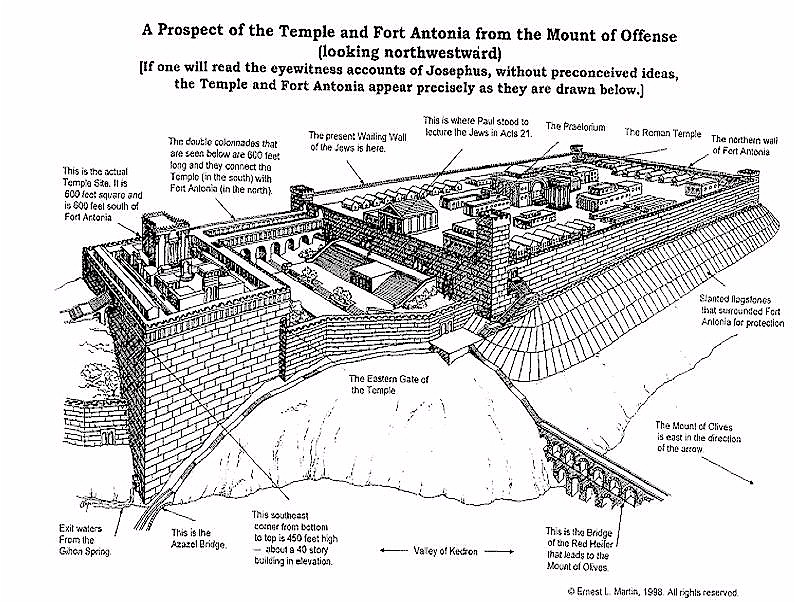 A Prospect of the Temple and Fort Antonia from the Mount of Offense
(looking northwestward)
[If one will read the eyewitness accounts of Josephus, without preconceived ideas,
the Temple and Fort Antonia appear precisely as they are drawn below.]
This is the actual
Temple Site. It is
600 feet square and
is 600 feet south of
Fort Antonia
The double colonnades that
are seen below are 600 feet
long and they connect the
Temple (in the south) with
Fort Antonia (in the north).
The present Wailing Wall
of the Jews is here.
This is where Paul stood to
lecture the Jews in Acts 21.
The Praetorium
The Roman Temple
The northern wall
of Fort Antonia
Slanted flagstones
that surrounded Fort
Antonia for protection
The Eastern Gate of
the Temple
The Mount of Olives
is east in the direction
of the arrow.
Exit waters
From the
Gihon Spring.
This is the
Azazel Bridge.
This southeast
corner from bottom
to top is 450 feet high
— about a 40 story
building in elevation.
Valley of Kedron
This is the Bridge
of the Red Heifer
that leads to the
Mount of Olives.
© Ernest L. Martin, 1998. All rights reserved.